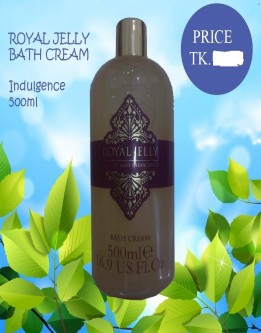 ROYAL JELLY
BATH CREAM
Indulgence
500ml
PRICE
TK.
ROYAL JELLY
BATH CREAM
500ml e
16.9 US Fl.Oz